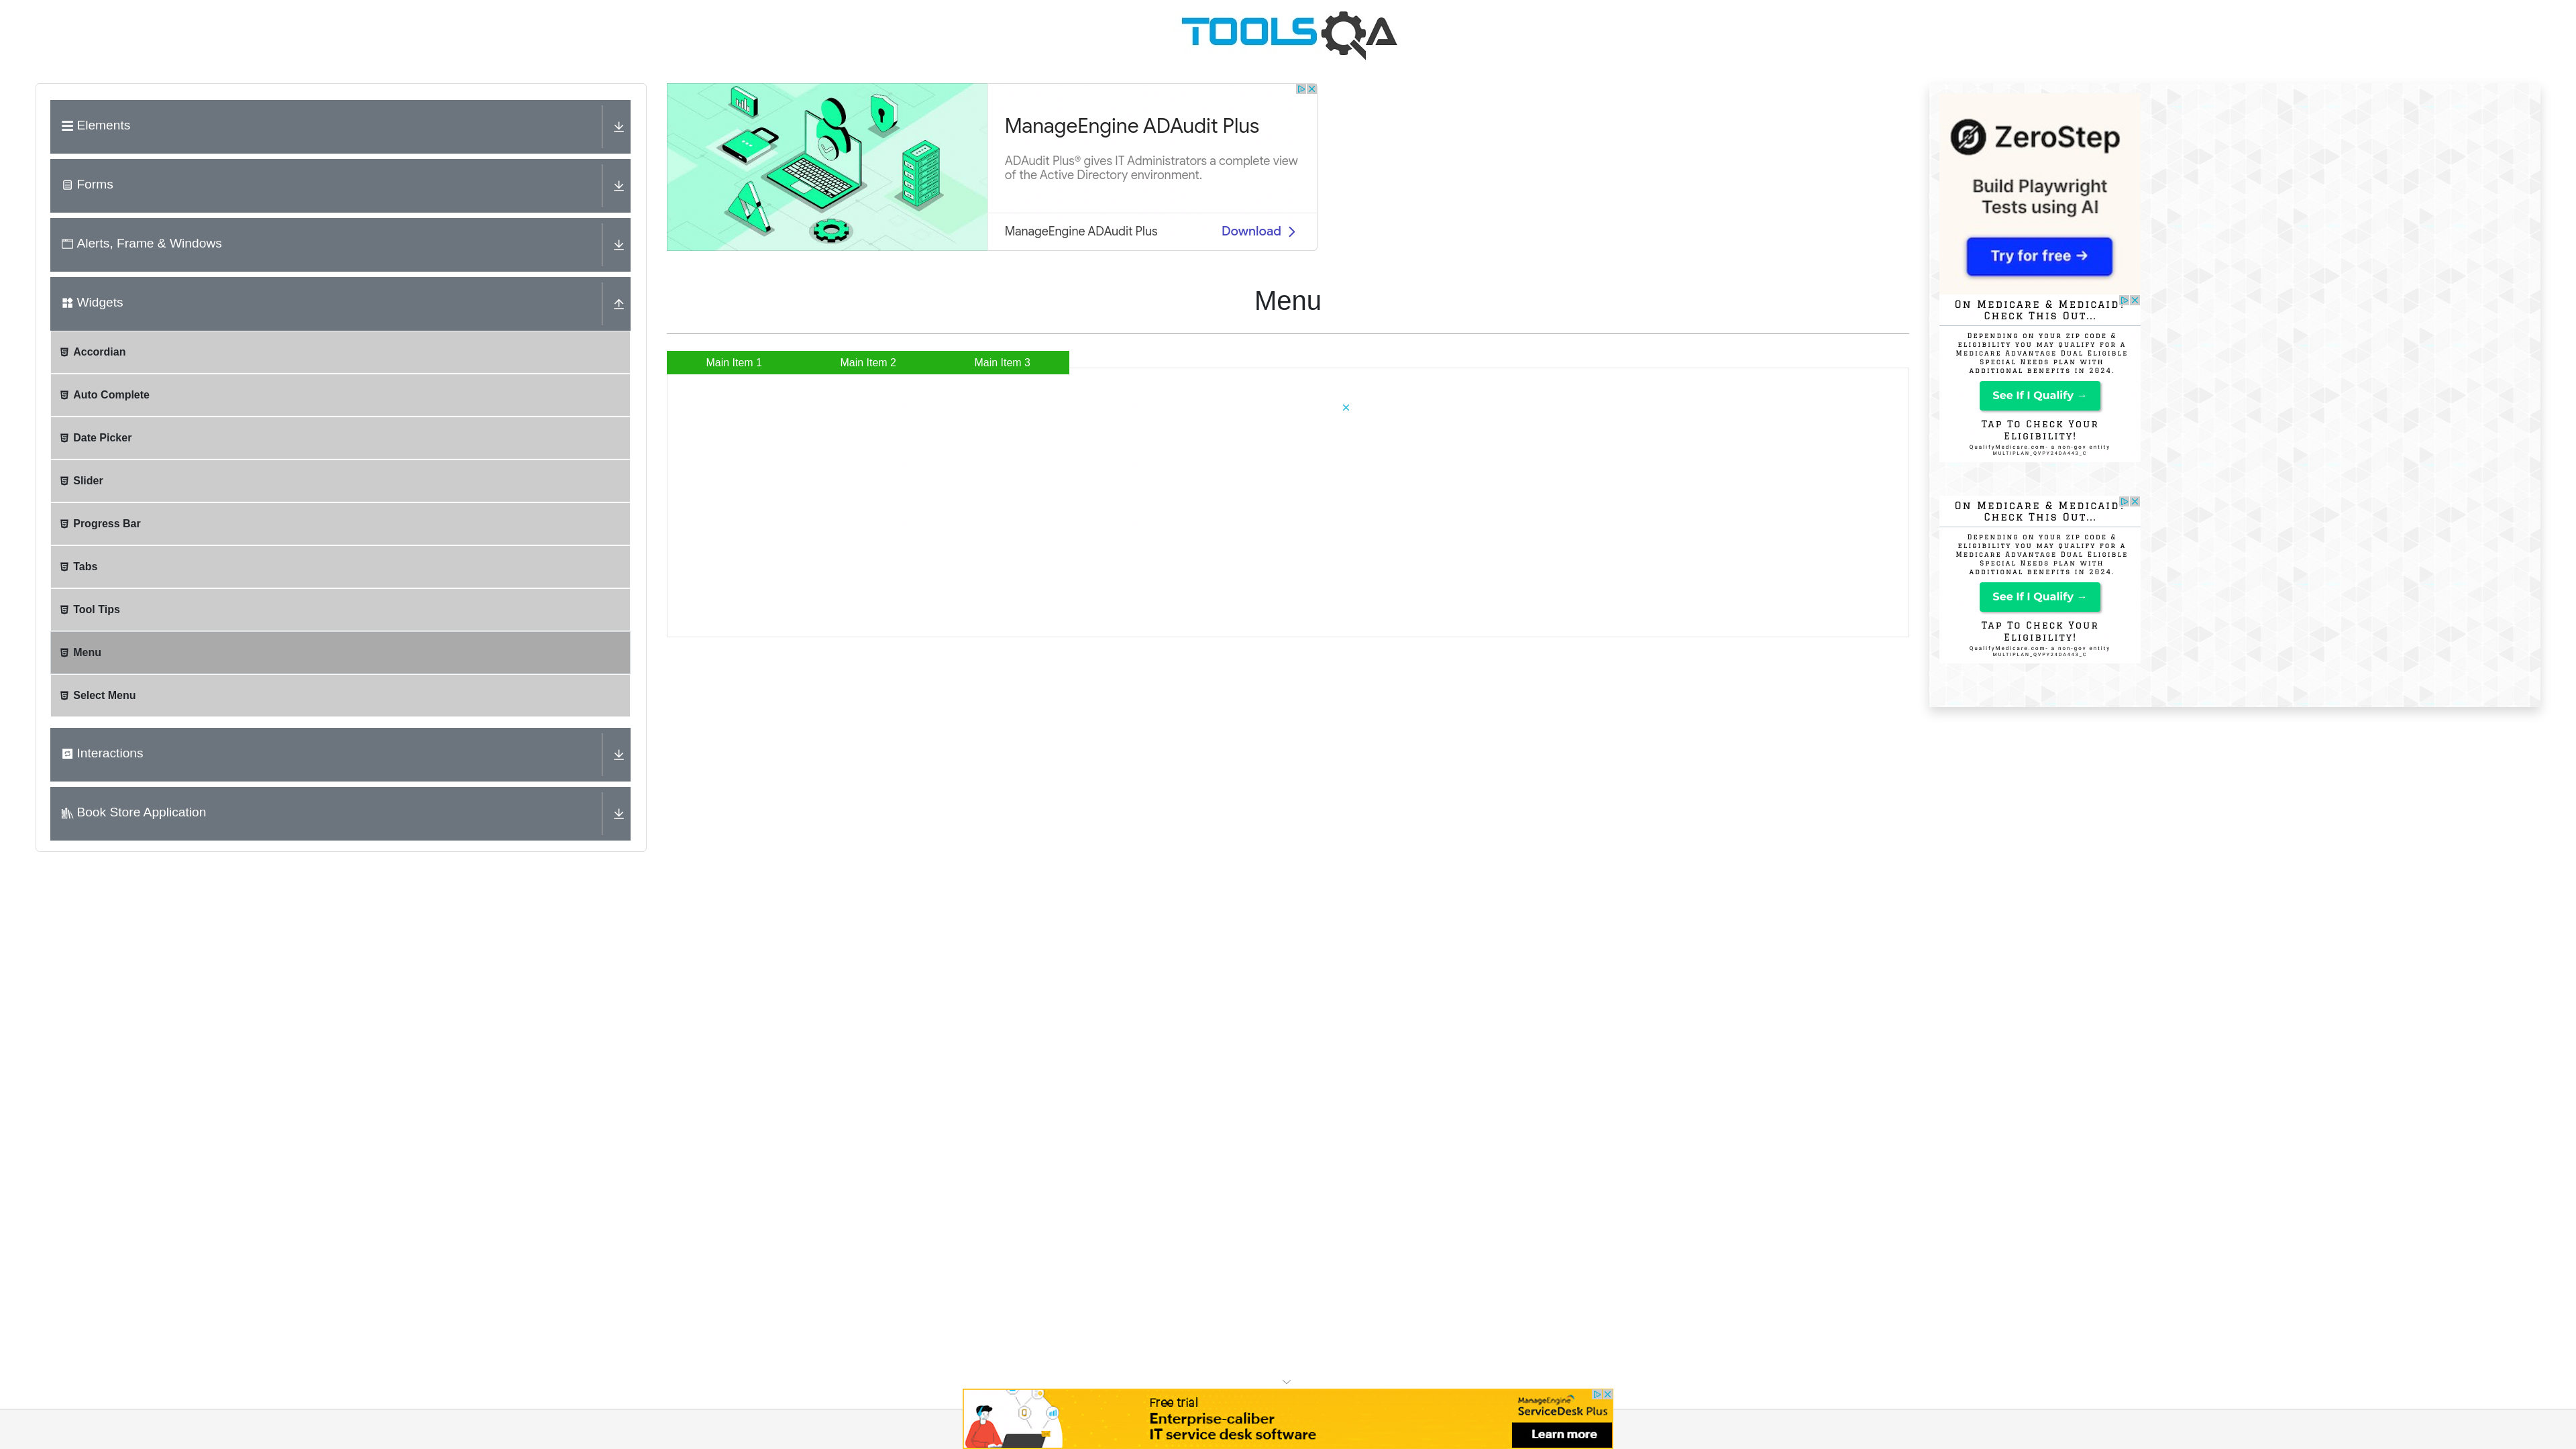 TOOLSQA
Elements
Forms
Alerts, Frame & Windows
Widgets
Accordian
Auto Complete
Date Picker
Slider
Progress Bar
Tabs
Tool Tips
Menu
Select Menu
Interactions
Book Store Application
ManageEngine ADAudit Plus
ADAudit Plus® gives IT Administrators a complete view
of the Active Directory environment.
ManageEngine ADAudit Plus
Download
Menu
Main Item 1
Main Item 2
Main Item 3
ZeroStep
Build Playwright
Tests using AI
Try for free →
On Medicare & Medicaid?
Check This Out...
Depending on your zip code &
eligibility you may qualify for a
Medicare Advantage Dual Eligible
Special Needs plan with
additional benefits in 2024.
See If I Qualify →
Tap To Check Your
Eligibility!
QualifyMedicare.com- a non-gov entity
MULTIPLAN_QVPY24DA443_C
On Medicare & Medicaid?
Check This Out...
Depending on your zip code &
eligibility you may qualify for a
Medicare Advantage Dual Eligible
Special Needs plan with
additional benefits in 2024.
See If I Qualify →
Tap To Check Your
Eligibility!
QualifyMedicare.com- a non-gov entity
MULTIPLAN_QVPY24DA443_C
Free trial
Enterprise-caliber
IT service desk software
ManageEngine
ServiceDesk Plus
Learn more